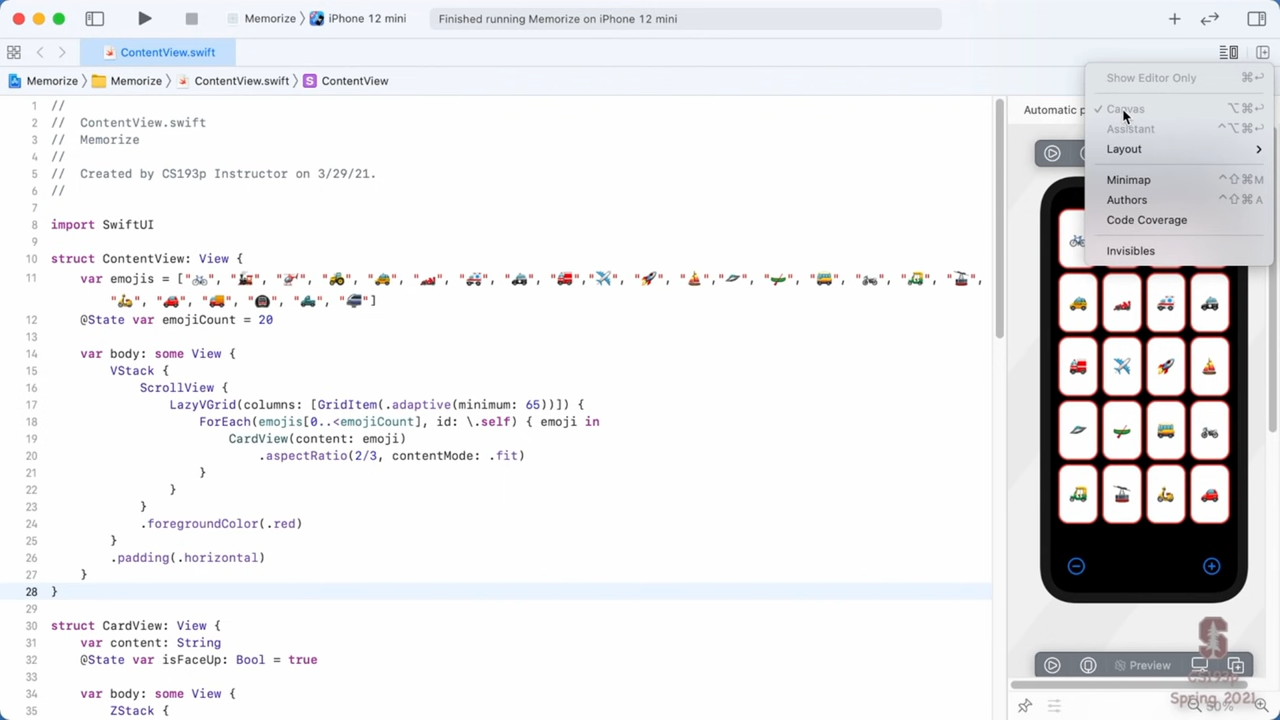 Memorize 〉 iPhone 12 mini
Finished running Memorize on iPhone 12 mini
ContentView.swift
Memorize 〉 Memorize 〉 ContentView.swift 〉 S ContentView
1 //
2 //  ContentView.swift
3 //  Memorize
4 //
5 //  Created by CS193p Instructor on 3/29/21.
6 //
7
8 import SwiftUI
9
10 struct ContentView: View {
11     var emojis = ["🚲", "🚂", "🚁", "🚜", "🚕", "🏎", "🚑", "🚓", "🚒","✈️", "🚀", "⛵️","🛸", "🛶", "🚌", "🏍", "🛺", "🚠",
"🛵", "🚗", "🚚", "🚇", "🛻", "🚝"]
12     @State var emojiCount = 20
13
14     var body: some View {
15         VStack {
16             ScrollView {
17                 LazyVGrid(columns: [GridItem(.adaptive(minimum: 65))]) {
18                     ForEach(emojis[0..<emojiCount], id: \.self) { emoji in
19                         CardView(content: emoji)
20                             .aspectRatio(2/3, contentMode: .fit)
21                     }
22                 }
23             }
24             .foregroundColor(.red)
25         }
26         .padding(.horizontal)
27     }
28 }
29
30 struct CardView: View {
31     var content: String
32     @State var isFaceUp: Bool = true
33
34     var body: some View {
35         ZStack {
Automatic p
Show Editor Only ⌘↩
✓ Canvas ⌥⌘↩
Assistant ^⌥⌘↩
Layout 〉
Minimap ^⇧⌘M
Authors ^⇧⌘A
Code Coverage
Invisibles
Preview
CS193p
Spring 2021
50%